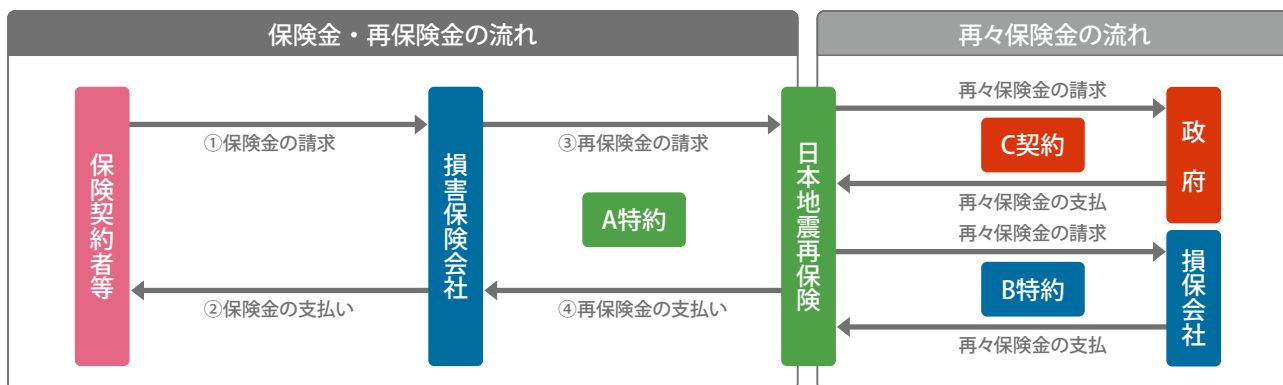 保険金・再保険金の流れ
再々保険金の流れ
保険契約者等
①保険金の請求
②保険金の支払い
損害保険会社
③再保険金の請求
A特約
④再保険金の支払い
日本地震再保険
再々保険金の請求
C契約
再々保険金の支払
政府
再々保険金の請求
B特約
再々保険金の支払
損保会社